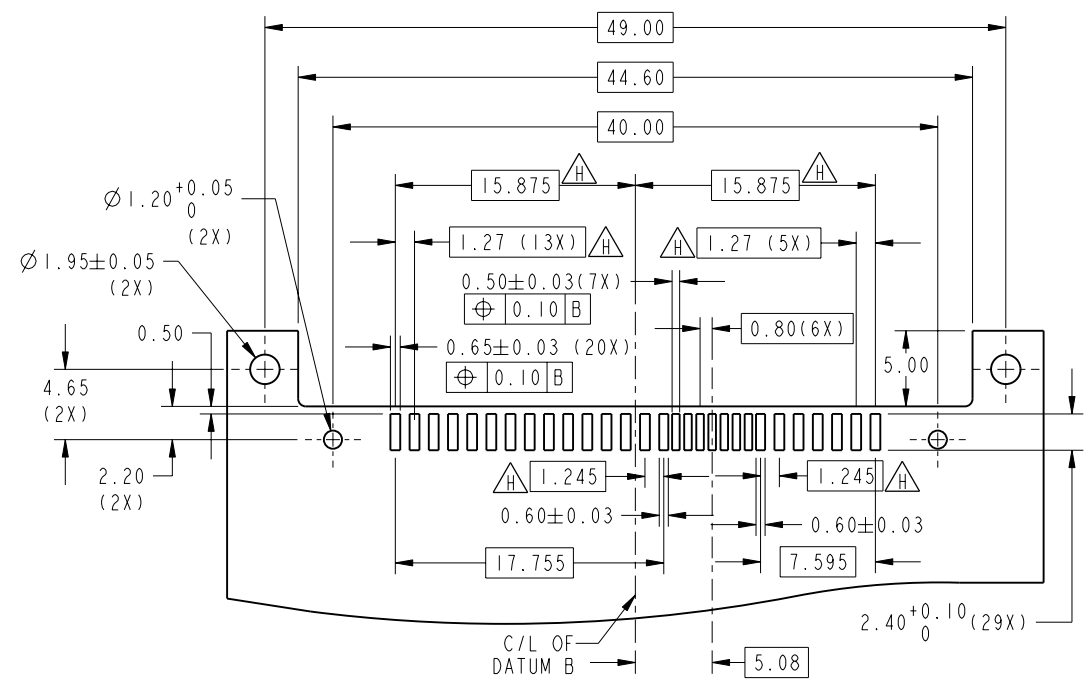 49.00
44.60
40.00
15.875 H
15.875 H
Ø1.20 +0.05
0
(2X)
1.27 (13X) H
H 1.27 (5X)
Ø1.95±0.05
(2X)
0.50±0.03(7X)
⌖ 0.10 B
0.80(6X)
0.50
0.65±0.03 (20X)
⌖ 0.10 B
5.00
4.65
(2X)
2.20
(2X)
H 1.245
1.245 H
0.60±0.03
0.60±0.03
17.755
7.595
2.40 +0.10 (29X)
0
C/L OF
DATUM B
5.08